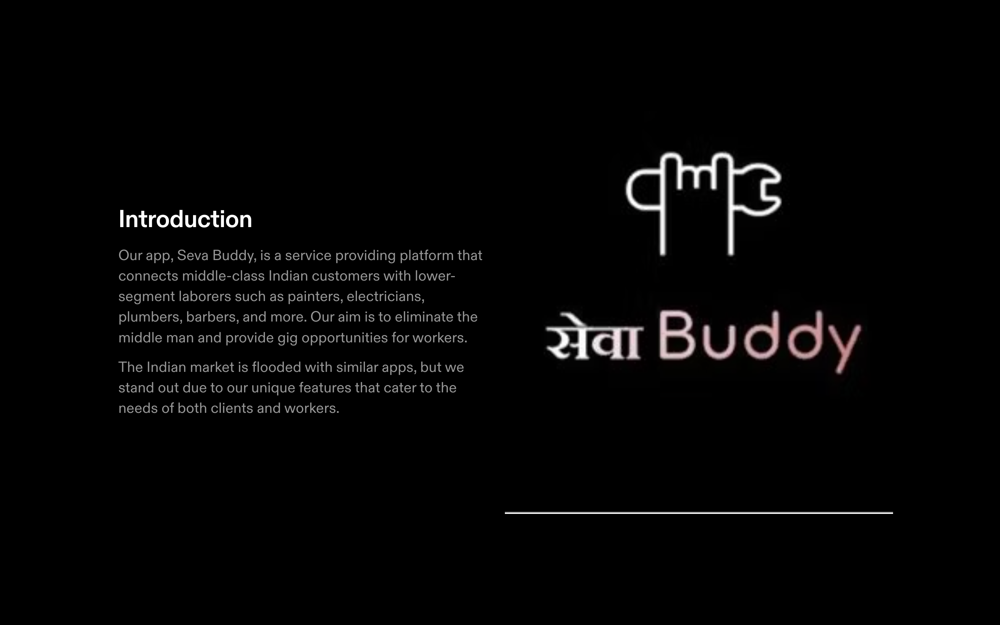 Introduction
Our app, Seva Buddy, is a service providing platform that
connects middle-class Indian customers with lower-
segment laborers such as painters, electricians,
plumbers, barbers, and more. Our aim is to eliminate the
middle man and provide gig opportunities for workers.
The Indian market is flooded with similar apps, but we
stand out due to our unique features that cater to the
needs of both clients and workers.
सेवा Buddy